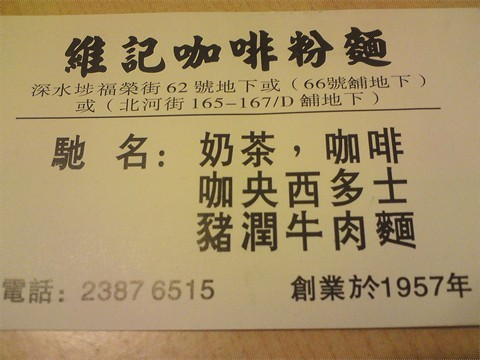 維記咖啡粉麵
深水埗福榮街62號地下或(66號舖地下)
或(北河街165-167/D舖地下)
馳名:奶茶,咖啡
咖央西多士
豬潤牛肉麵
電話:2387 6515 創業於1957年